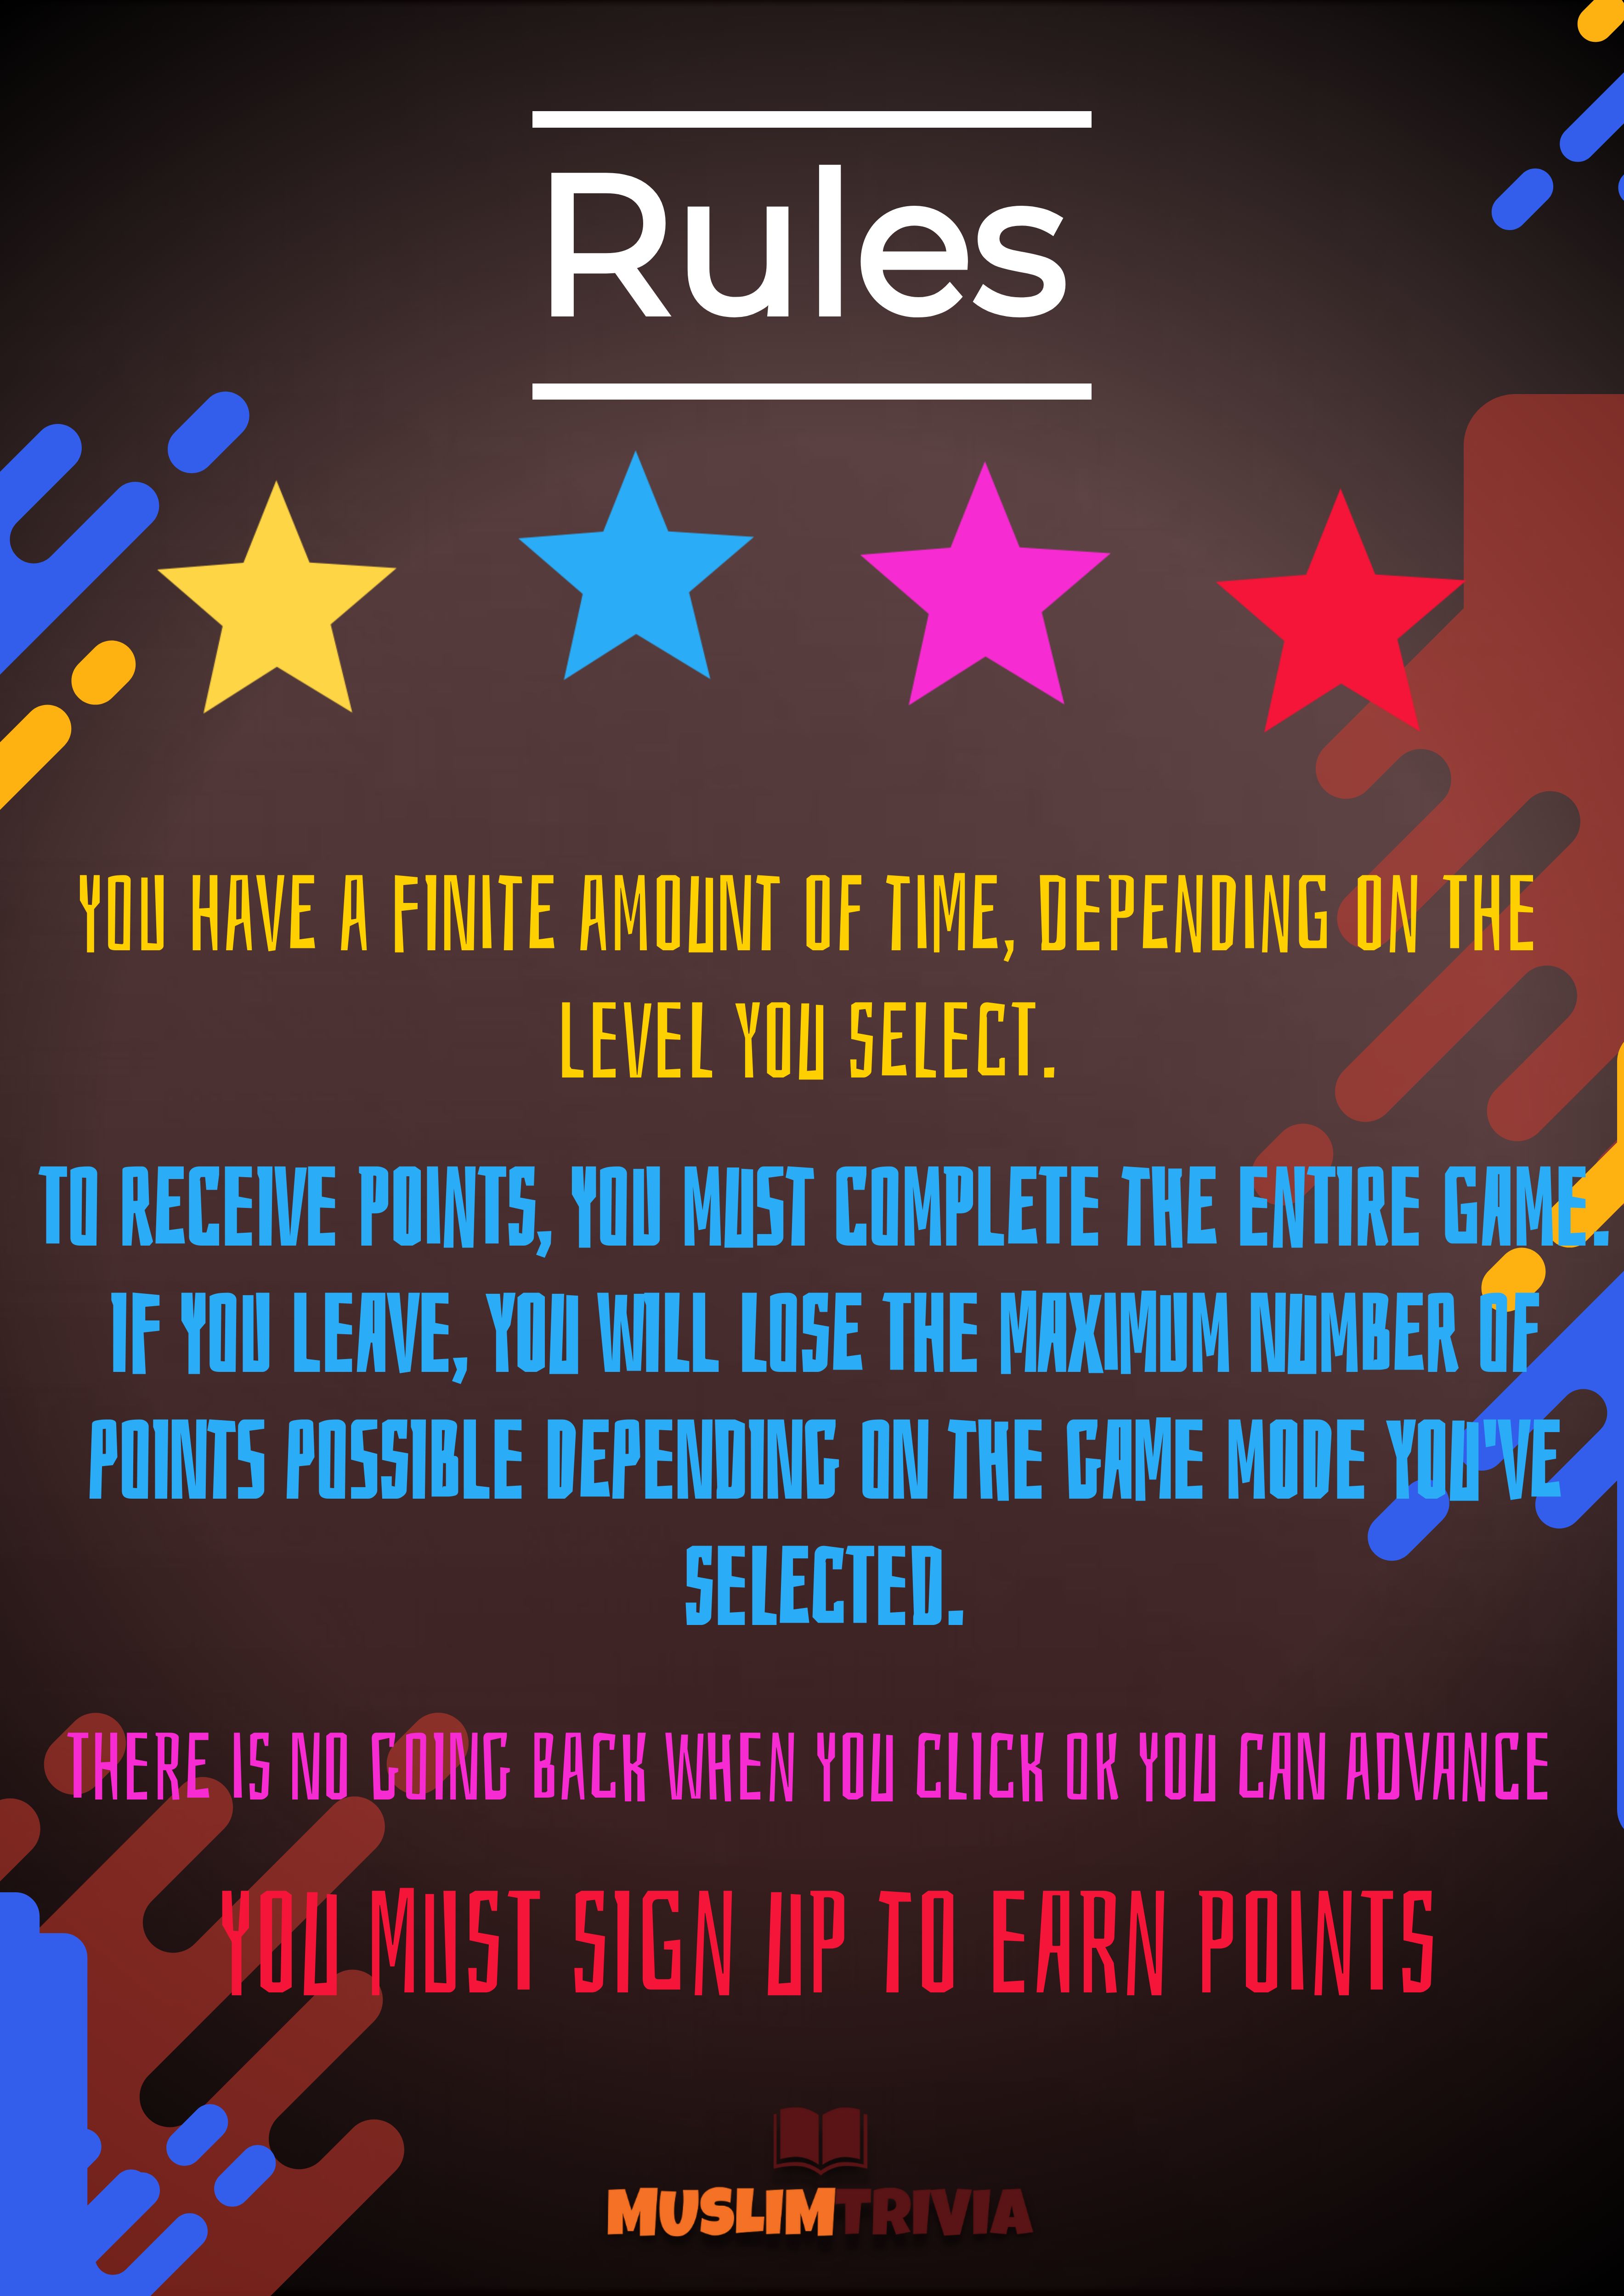 Rules
YOU HAVE A FINITE AMOUNT OF TIME, DEPENDING ON THE
LEVEL YOU SELECT.
TO RECEIVE POINTS, YOU MUST COMPLETE THE ENTIRE GAME.
IF YOU LEAVE, YOU WILL LOSE THE MAXIMUM NUMBER OF
POINTS POSSIBLE DEPENDING ON THE GAME MODE YOU'VE
SELECTED.
THERE IS NO GOING BACK WHEN YOU CLICK OK YOU CAN ADVANCE
YOU MUST SIGN UP TO EARN POINTS
MUSLIMTRIVIA